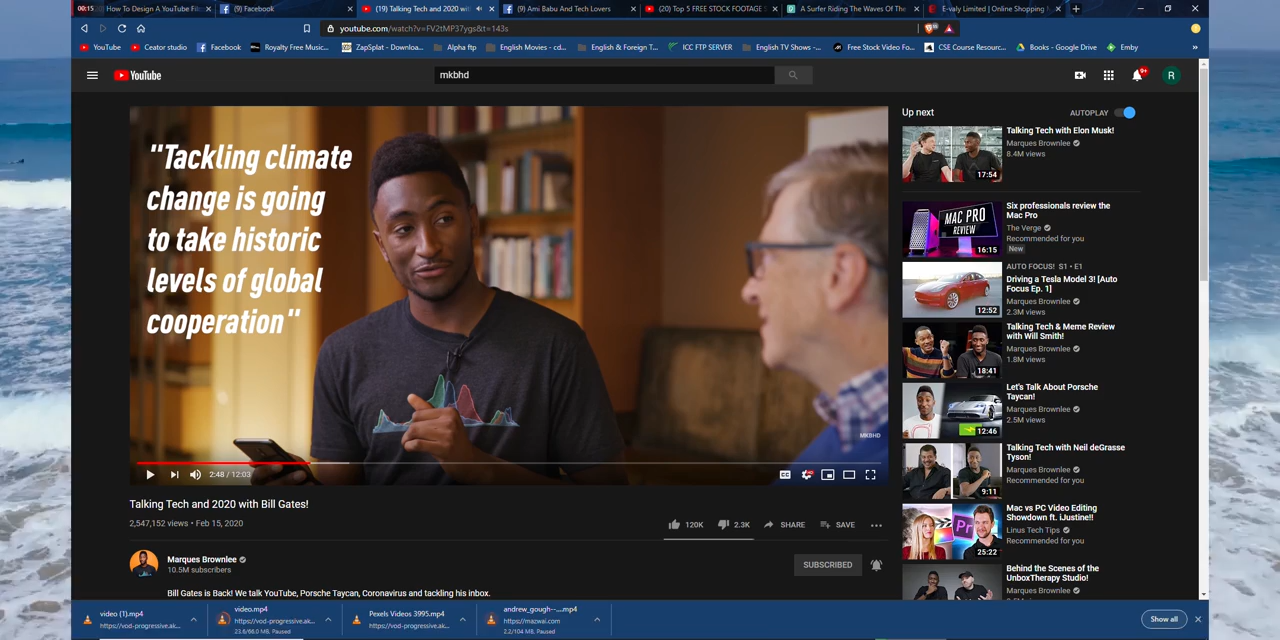 00:15
How To Design A YouTube Fil
(9) Facebook
(19) Talking Tech and 2020 wit
(9) Ami Babu And Tech Lovers
(20) Top 5 FREE STOCK FOOTAGE
A Surfer Riding The Waves Of The
E-valy Limited | Online Shopping
youtube.com/watch?v=FV2tMP37ygs&t=143s
YouTube
Creator studio
Facebook
Royalty Free Music...
ZapSplat - Downloa...
Alpha ftp
English Movies - cd...
English & Foreign T...
ICC FTP SERVER
English TV Shows -...
Free Stock Video Fo...
CSE Course Resourc...
Books - Google Drive
Emby
YouTube
mkbhd
9+
R
"Tackling climate
change is going
to take historic
levels of global
cooperation"
MKBHD
2:48 / 12:03
Talking Tech and 2020 with Bill Gates!
2,547,152 views • Feb 15, 2020
120K
2.3K
SHARE
SAVE
Marques Brownlee
10.5M subscribers
SUBSCRIBED
Bill Gates is Back! We talk YouTube, Porsche Taycan, Coronavirus and tackling his inbox.
Up next
AUTOPLAY
17:54
Talking Tech with Elon Musk!
Marques Brownlee
8.4M views
MAC PRO
REVIEW
16:15
Six professionals review the
Mac Pro
The Verge
Recommended for you
New
12:52
AUTO FOCUS! S1 • E1
Driving a Tesla Model 3! [Auto
Focus Ep. 1]
Marques Brownlee
2.3M views
18:41
Talking Tech & Meme Review
with Will Smith!
Marques Brownlee
1.8M views
12:46
Let's Talk About Porsche
Taycan!
Marques Brownlee
2.5M views
9:11
Talking Tech with Neil deGrasse
Tyson!
Marques Brownlee
Recommended for you
Pr
25:22
Mac vs PC Video Editing
Showdown ft. iJustine!!
Linus Tech Tips
Recommended for you
Behind the Scenes of the
UnboxTherapy Studio!
Marques Brownlee
video (1).mp4
https://vod-progressive.ak...
video.mp4
https://vod-progressive.ak...
23.6/66.0 MB, Paused
Pexels Videos 3995.mp4
https://vod-progressive.ak...
andrew_gough--....mp4
https://mazwai.com
2.2/104 MB, Paused
Show all